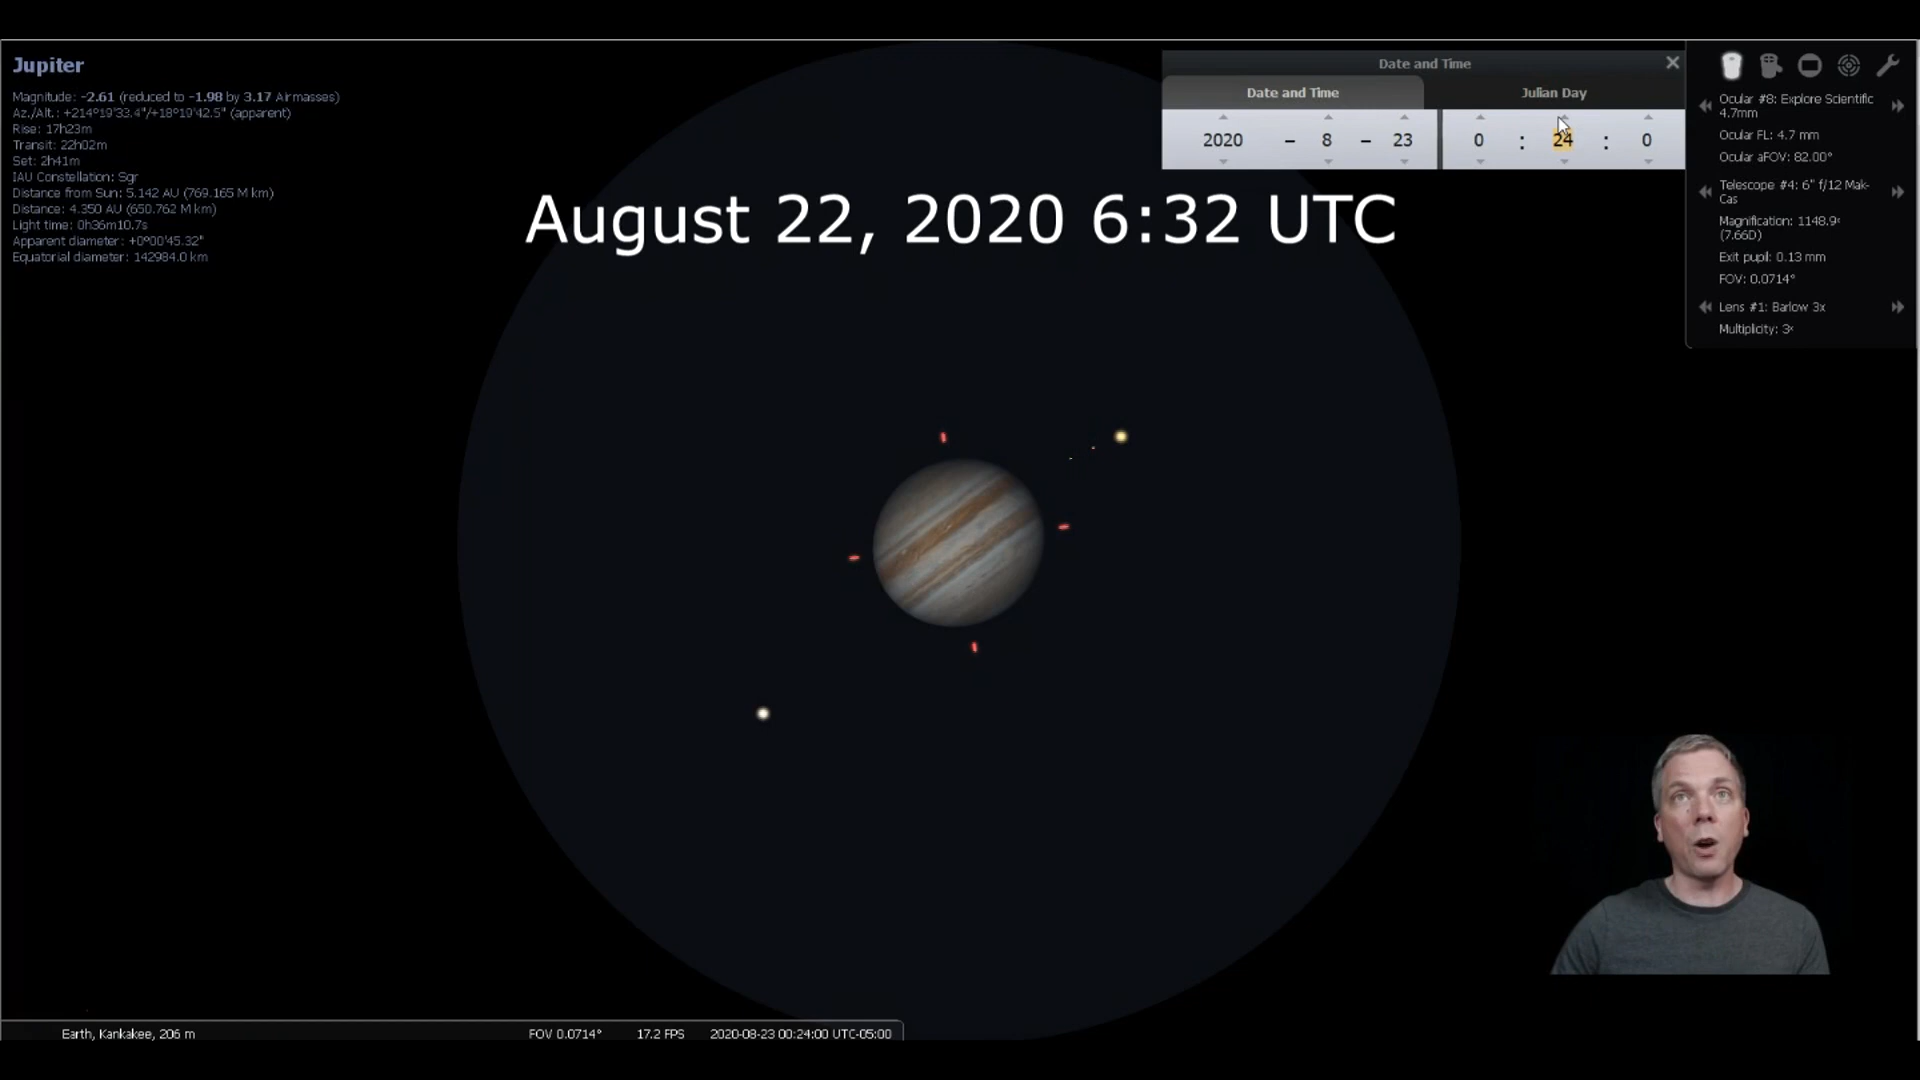 Jupiter
Magnitude: -2.61 (reduced to -1.98 by 3.17 Airmasses)
Az./Alt.: +214°19'33.4"/+18°19'42.5" (apparent)
Rise: 17h23m
Transit: 22h02m
Set: 2h41m
IAU Constellation: Sgr
Distance from Sun: 5.142 AU (769.165 M km)
Distance: 4.350 AU (650.762 M km)
Light time: 0h36m10.7s
Apparent diameter: +0°00'45.32"
Equatorial diameter: 142984.0 km
Date and Time
Date and Time Julian Day
2020 - 8 - 23 0 : 24 : 0
August 22, 2020 6:32 UTC
Ocular #8: Explore Scientific
4.7mm
Ocular FL: 4.7 mm
Ocular aFOV: 82.00°
Telescope #4: 6" f/12 Mak-
Cas
Magnification: 1148.9×
(7.66D)
Exit pupil: 0.13 mm
FOV: 0.0714°
Lens #1: Barlow 3x
Multiplicity: 3×
Earth, Kankakee, 206 m FOV 0.0714° 17.2 FPS 2020-08-23 00:24:00 UTC-05:00